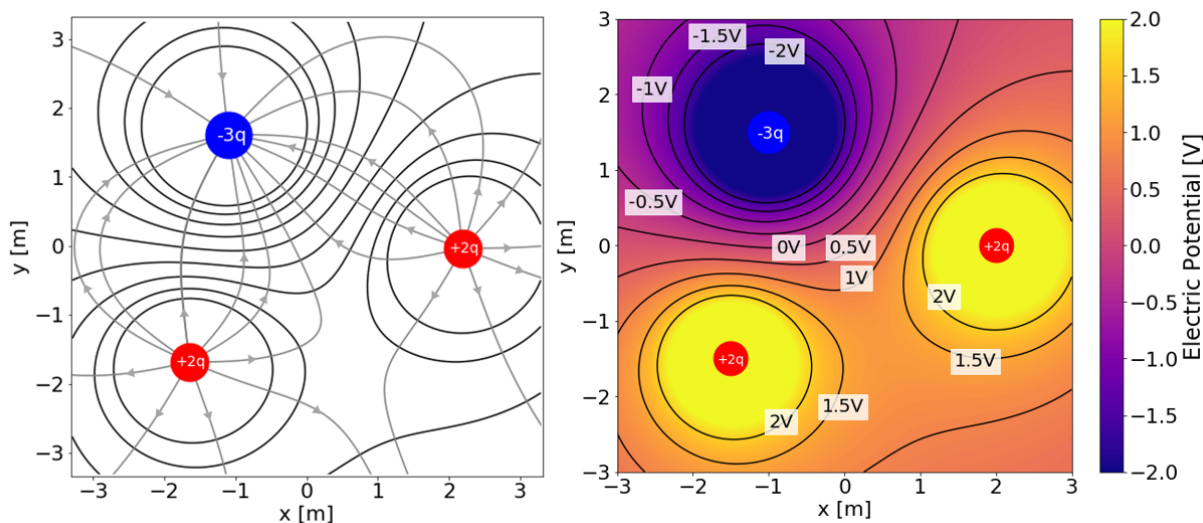 3
2
1
0
−1
−2
−3
y [m]
−3
−2
−1
0
1
2
3
x [m]
-3q
+2q
+2q
3
2
1
0
−1
−2
−3
y [m]
−3
−2
−1
0
1
2
3
x [m]
-1.5V
-2V
-1V
-3q
-0.5V
0V
0.5V
+2q
1V
2V
1.5V
+2q
1.5V
2V
2.0
1.5
1.0
0.5
0.0
−0.5
−1.0
−1.5
−2.0
Electric Potential [V]